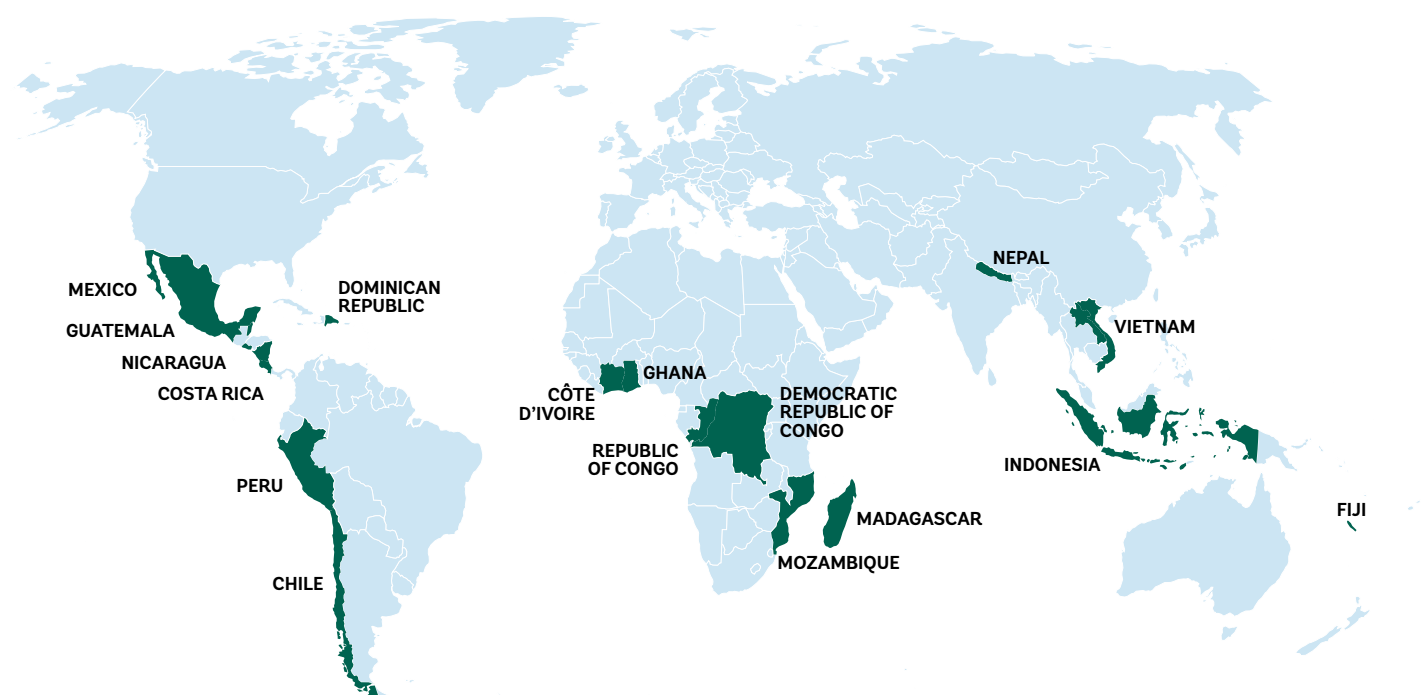 NEPAL
DOMINICAN
REPUBLIC
MEXICO
VIETNAM
GUATEMALA
NICARAGUA
GHANA
COSTA RICA
CÔTE
D'IVOIRE
DEMOCRATIC
REPUBLIC OF
CONGO
REPUBLIC
OF CONGO
INDONESIA
PERU
FIJI
MADAGASCAR
MOZAMBIQUE
CHILE